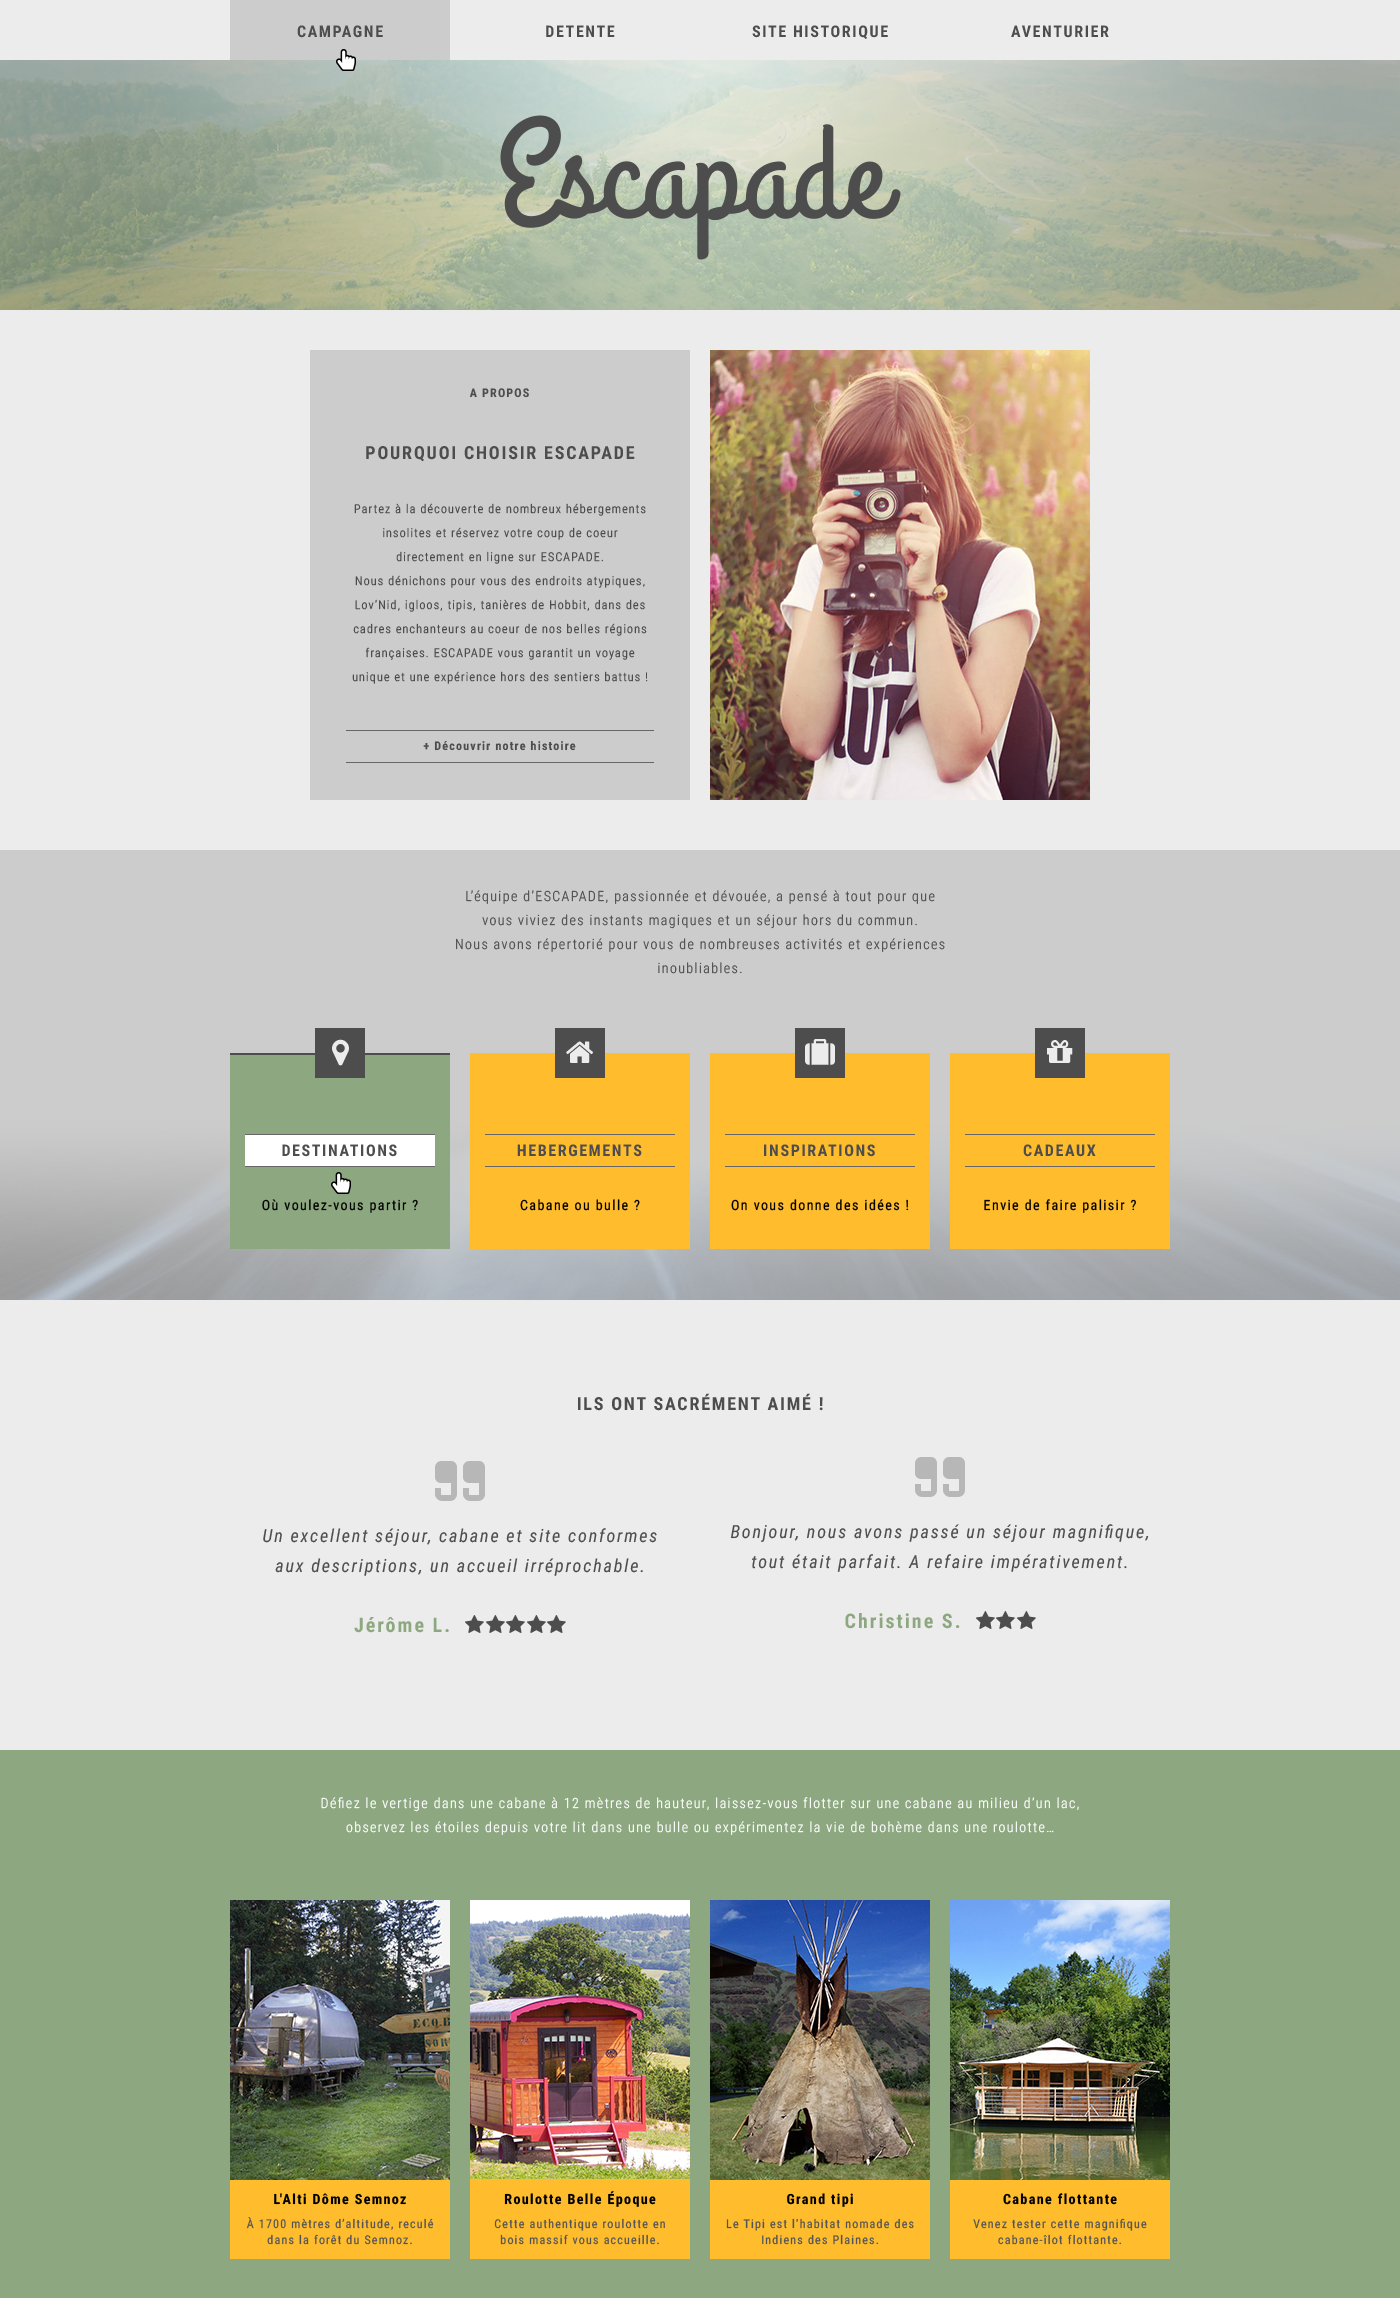 CAMPAGNE
DETENTE
SITE HISTORIQUE
AVENTURIER
Escapade
A PROPOS
POURQUOI CHOISIR ESCAPADE
Partez à la découverte de nombreux hébergements
insolites et réservez votre coup de coeur
directement en ligne sur ESCAPADE.
Nous dénichons pour vous des endroits atypiques,
Lov'Nid, igloos, tipis, tanières de Hobbit, dans des
cadres enchanteurs au coeur de nos belles régions
françaises. ESCAPADE vous garantit un voyage
unique et une expérience hors des sentiers battus !
+ Découvrir notre histoire
L'équipe d'ESCAPADE, passionnée et dévouée, a pensé à tout pour que
vous viviez des instants magiques et un séjour hors du commun.
Nous avons répertorié pour vous de nombreuses activités et expériences
inoubliables.
DESTINATIONS
Où voulez-vous partir ?
HEBERGEMENTS
Cabane ou bulle ?
INSPIRATIONS
On vous donne des idées !
CADEAUX
Envie de faire palisir ?
ILS ONT SACRÉMENT AIMÉ !
Un excellent séjour, cabane et site conformes
aux descriptions, un accueil irréprochable.
Jérôme L.
Bonjour, nous avons passé un séjour magnifique,
tout était parfait. A refaire impérativement.
Christine S.
Défiez le vertige dans une cabane à 12 mètres de hauteur, laissez-vous flotter sur une cabane au milieu d'un lac,
observez les étoiles depuis votre lit dans une bulle ou expérimentez la vie de bohème dans une roulotte…
L'Alti Dôme Semnoz
À 1700 mètres d'altitude, reculé
dans la forêt du Semnoz.
Roulotte Belle Époque
Cette authentique roulotte en
bois massif vous accueille.
Grand tipi
Le Tipi est l'habitat nomade des
Indiens des Plaines.
Cabane flottante
Venez tester cette magnifique
cabane-îlot flottante.